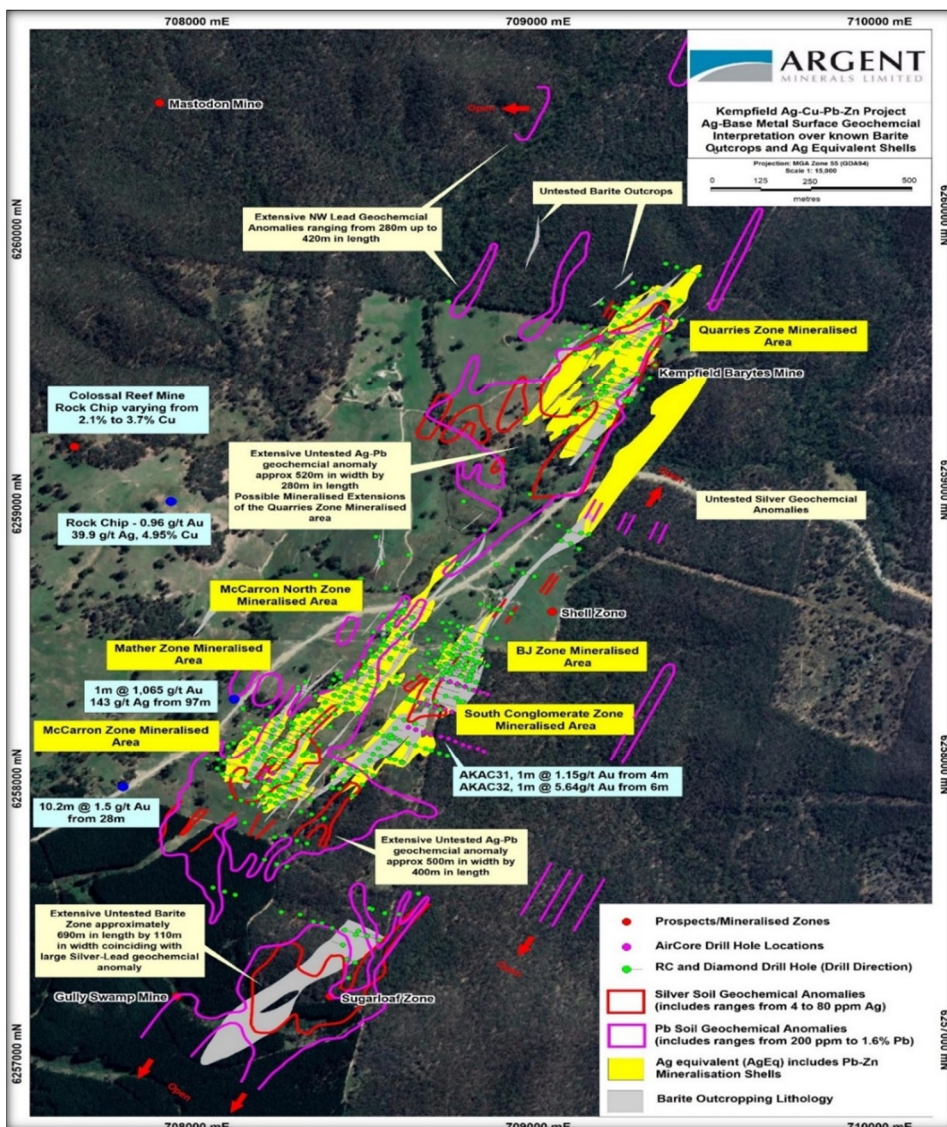 708000 mE
709000 mE
710000 mE
ARGENT
MINERALS LIMITED
Kempfield Ag-Cu-Pb-Zn Project
Ag-Base Metal Surface Geochemcial
Interpretation over known Barite
Outcrops and Ag Equivalent Shells
Projection: MGA Zone 55 (GDA94)
Scale 1: 15,000
0 125 250 500
metres
Mastodon Mine
Open
Untested Barite Outcrops
Extensive NW Lead Geochemcial
Anomalies ranging from 280m up to
420m in length
6260000 mN
6260000 mN
Quarries Zone Mineralised
Area
Kempfield Barytes Mine
Colossal Reef Mine
Rock Chip varying from
2.1% to 3.7% Cu
Extensive Untested Ag-Pb
geochemcial anomaly
approx 520m in width by
280m in length
Possible Mineralised Extensions
of the Quarries Zone Mineralised
area
Open
Untested Silver Geochemcial
Anomalies
6259000 mN
6259000 mN
Rock Chip - 0.96 g/t Au
39.9 g/t Ag, 4.95% Cu
McCarron North Zone
Mineralised Area
Shell Zone
Mather Zone Mineralised
Area
BJ Zone Mineralised
Area
1m @ 1,065 g/t Au
143 g/t Ag from 97m
South Conglomerate Zone
Mineralised Area
McCarron Zone Mineralised
Area
6258000 mN
6258000 mN
AKAC31, 1m @ 1.15g/t Au from 4m
AKAC32, 1m @ 5.64g/t Au from 6m
10.2m @ 1.5 g/t Au
from 28m
Extensive Untested Ag-Pb
geochemcial anomaly
approx 500m in width by
400m in length
Extensive Untested Barite
Zone approximately
690m in length by 110m
in width coinciding with
large Silver-Lead geochemcial
anomaly
Open
Gully Swamp Mine
Sugarloaf Zone
6257000 mN
6257000 mN
Open
Prospects/Mineralised Zones
AirCore Drill Hole Locations
RC and Diamond Drill Hole (Drill Direction)
Silver Soil Geochemical Anomalies
(includes ranges from 4 to 80 ppm Ag)
Pb Soil Geochemical Anomalies
(includes ranges from 200 ppm to 1.6% Pb)
Ag equivalent (AgEq) includes Pb-Zn
Mineralisation Shells
Barite Outcropping Lithology
708000 mE
709000 mE
710000 mE